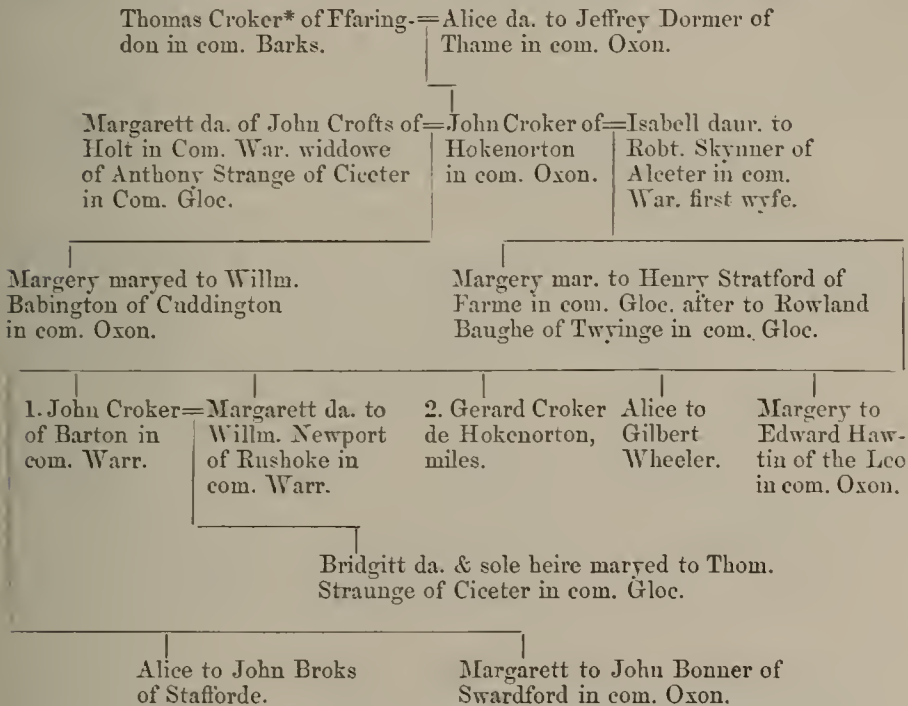 Thomas Croker* of Ffaring-=Alice da. to Jeffrey Dormer of
don in com. Barks. Thame in com. Oxon.
Margarett da. of John Crofts of=John Croker of=Isabell daur. to
Holt in Com. War. widdowe Hokenorton Robt. Skynner of
of Anthony Strange of Ciceter in com. Oxon. Alceter in com.
in Com. Gloc. War. first wyfe.
Margery maryed to Willm. Margery mar. to Henry Stratford of
Babington of Cuddington Farme in com. Gloc. after to Rowland
in com. Oxon. Baughe of Twyinge in com. Gloc.
1. John Croker=Margarett da. to 2. Gerard Croker Alice to Margery to
of Barton in Willm. Newport de Hokenorton, Gilbert Edward Haw-
com. Warr. of Rushoke in miles. Wheeler. tin of the Lee
com. Warr. in com. Oxon.
Bridgitt da. & sole heire maryed to Thom.
Straunge of Ciceter in com. Gloc.
Alice to John Broks Margarett to John Bonner of
of Stafforde. Swardford in com. Oxon.